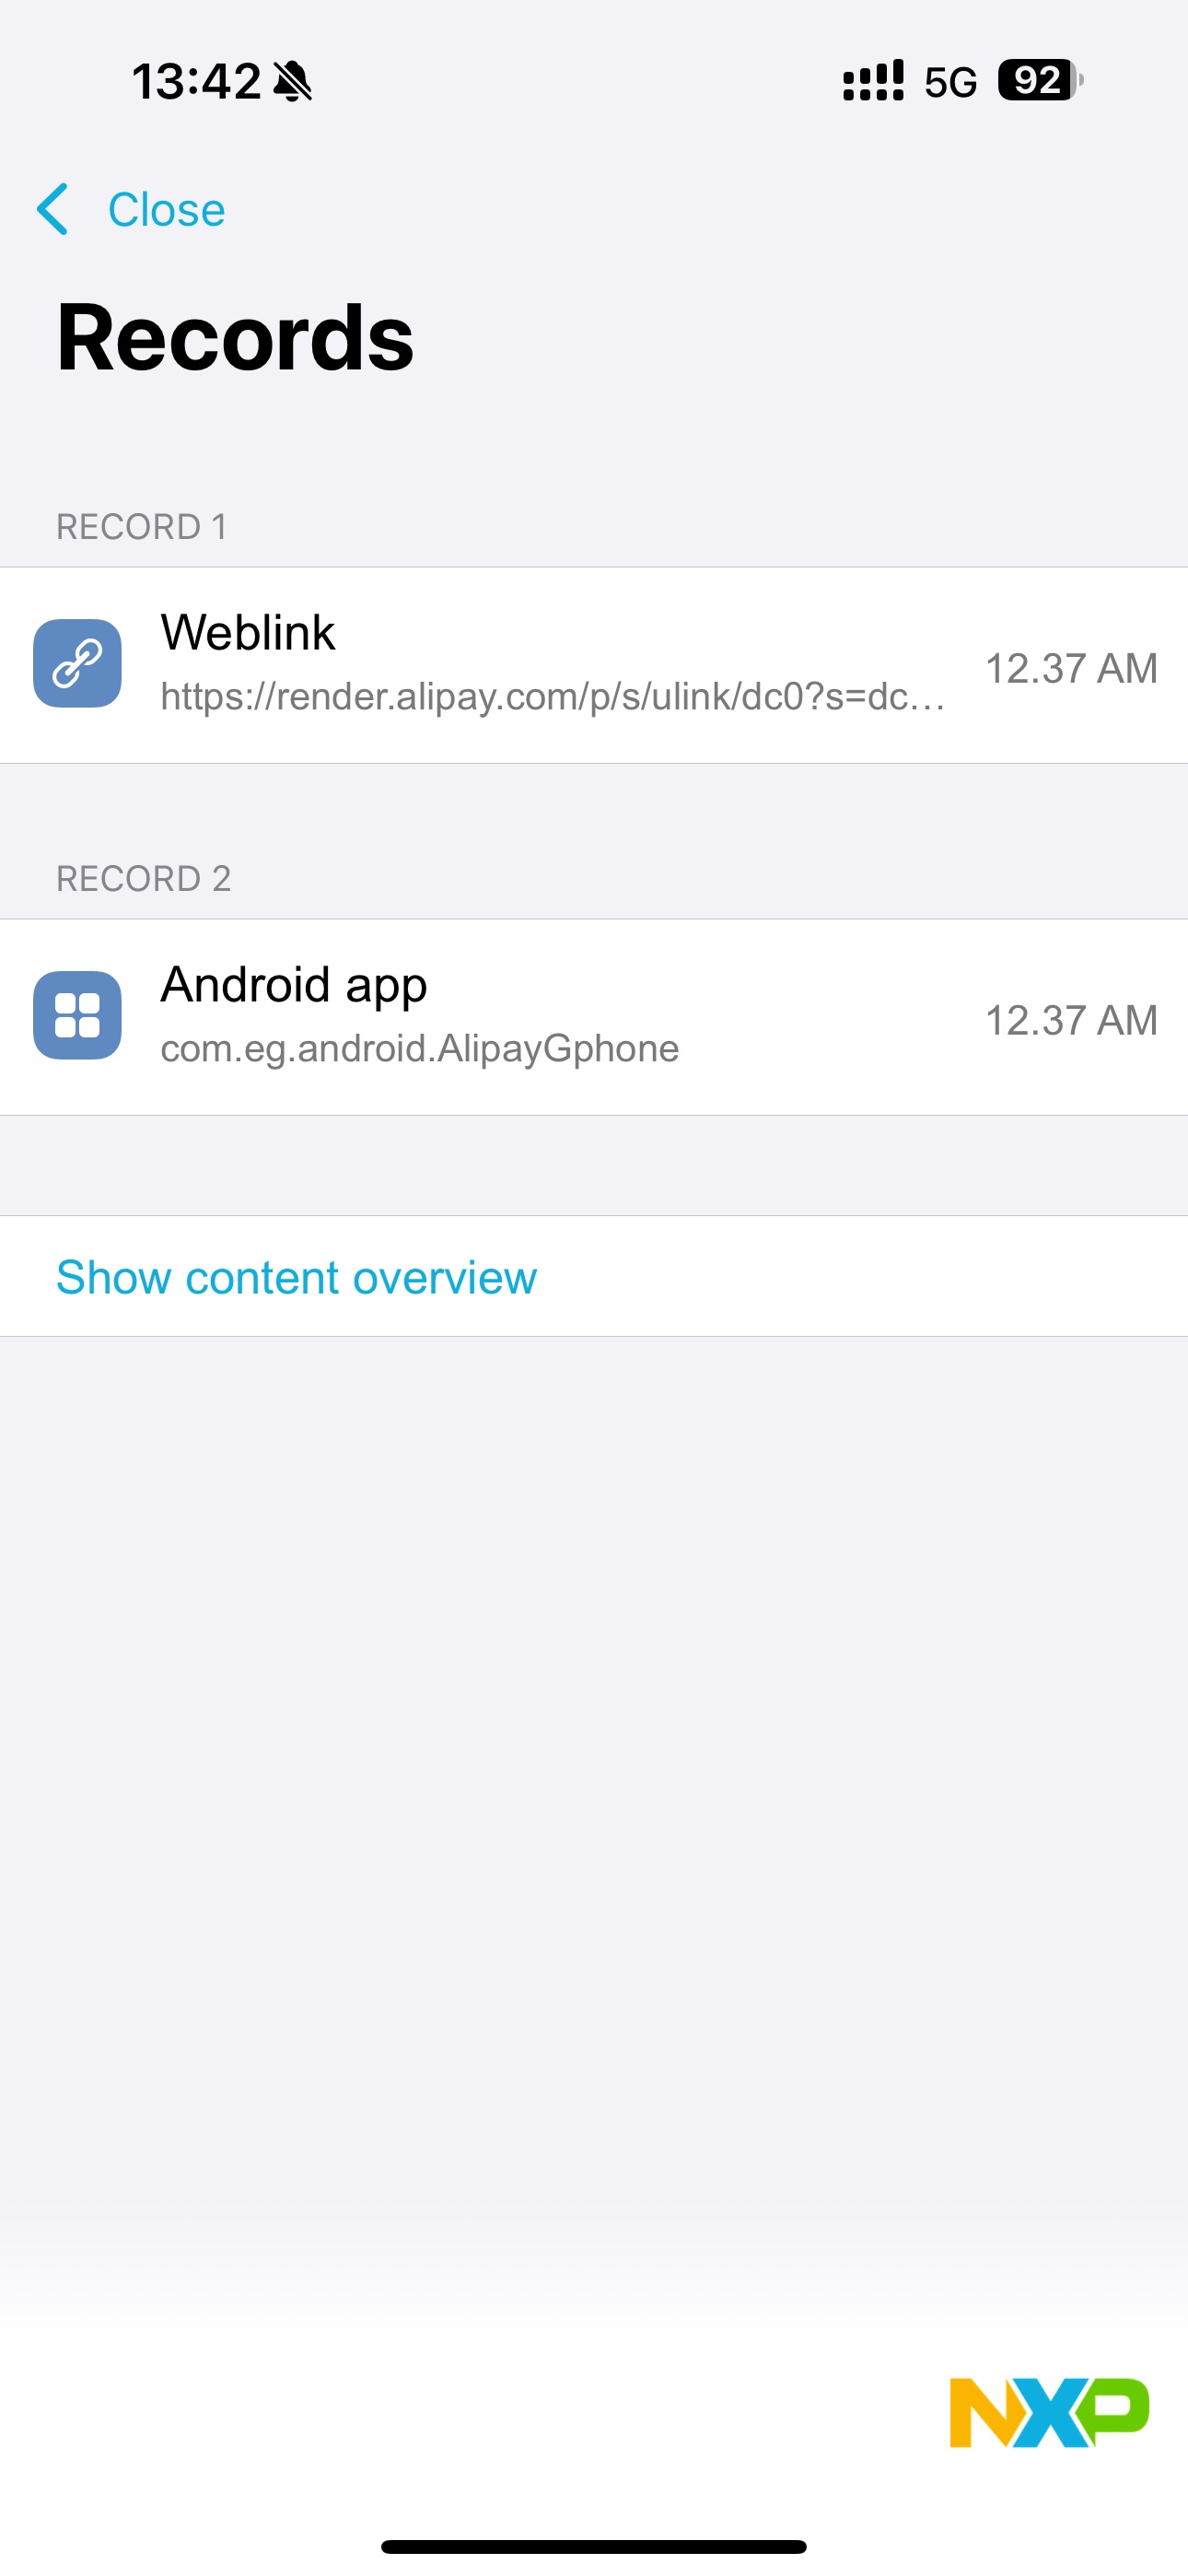 13:42
5G
92
Close
Records
RECORD 1
Weblink
https://render.alipay.com/p/s/ulink/dc0?s=dc...
12.37 AM
RECORD 2
Android app
com.eg.android.AlipayGphone
12.37 AM
Show content overview
NXP